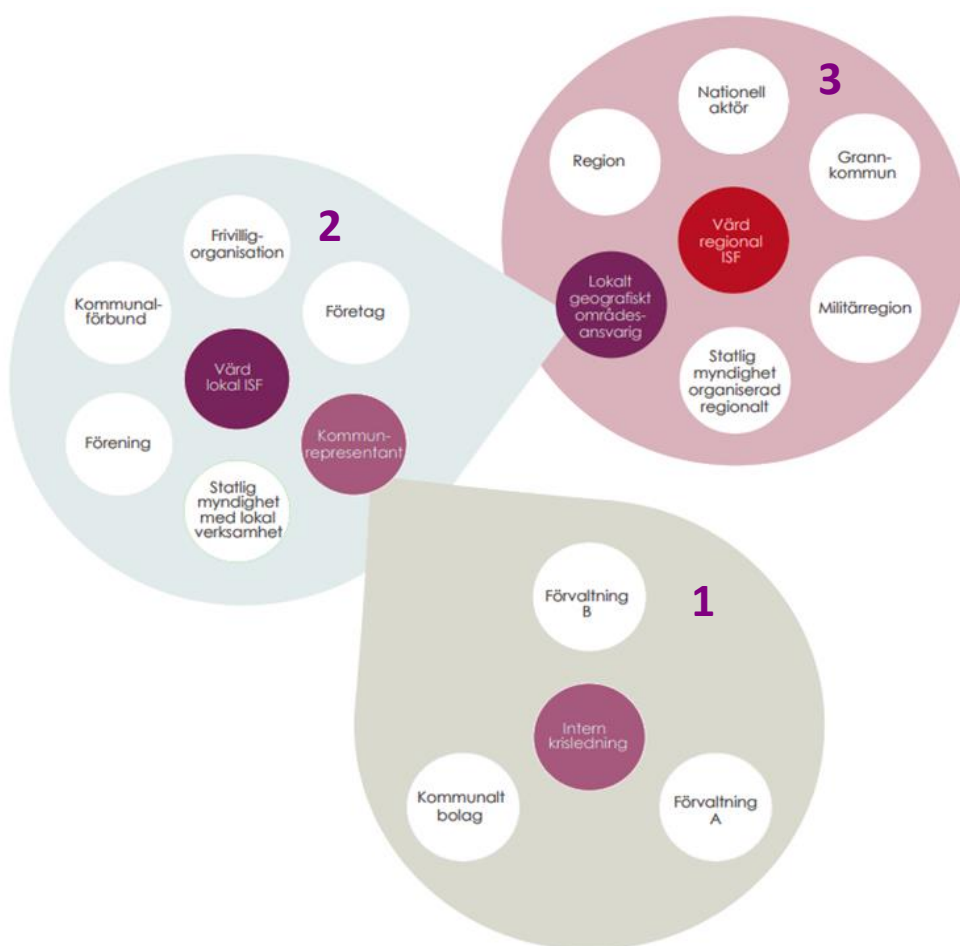 3
Nationell
aktör
Region
Grann-
kommun
Värd
regional
ISF
Lokalt
geografiskt
områdes-
ansvarig
Militärregion
Statlig
myndighet
organiserad
regionalt
2
Frivillig-
organisation
Kommunal-
förbund
Företag
Värd
lokal ISF
Förening
Kommun-
representant
Statlig
myndighet
med lokal
verksamhet
1
Förvaltning
B
Intern
krisledning
Kommunalt
bolag
Förvaltning
A